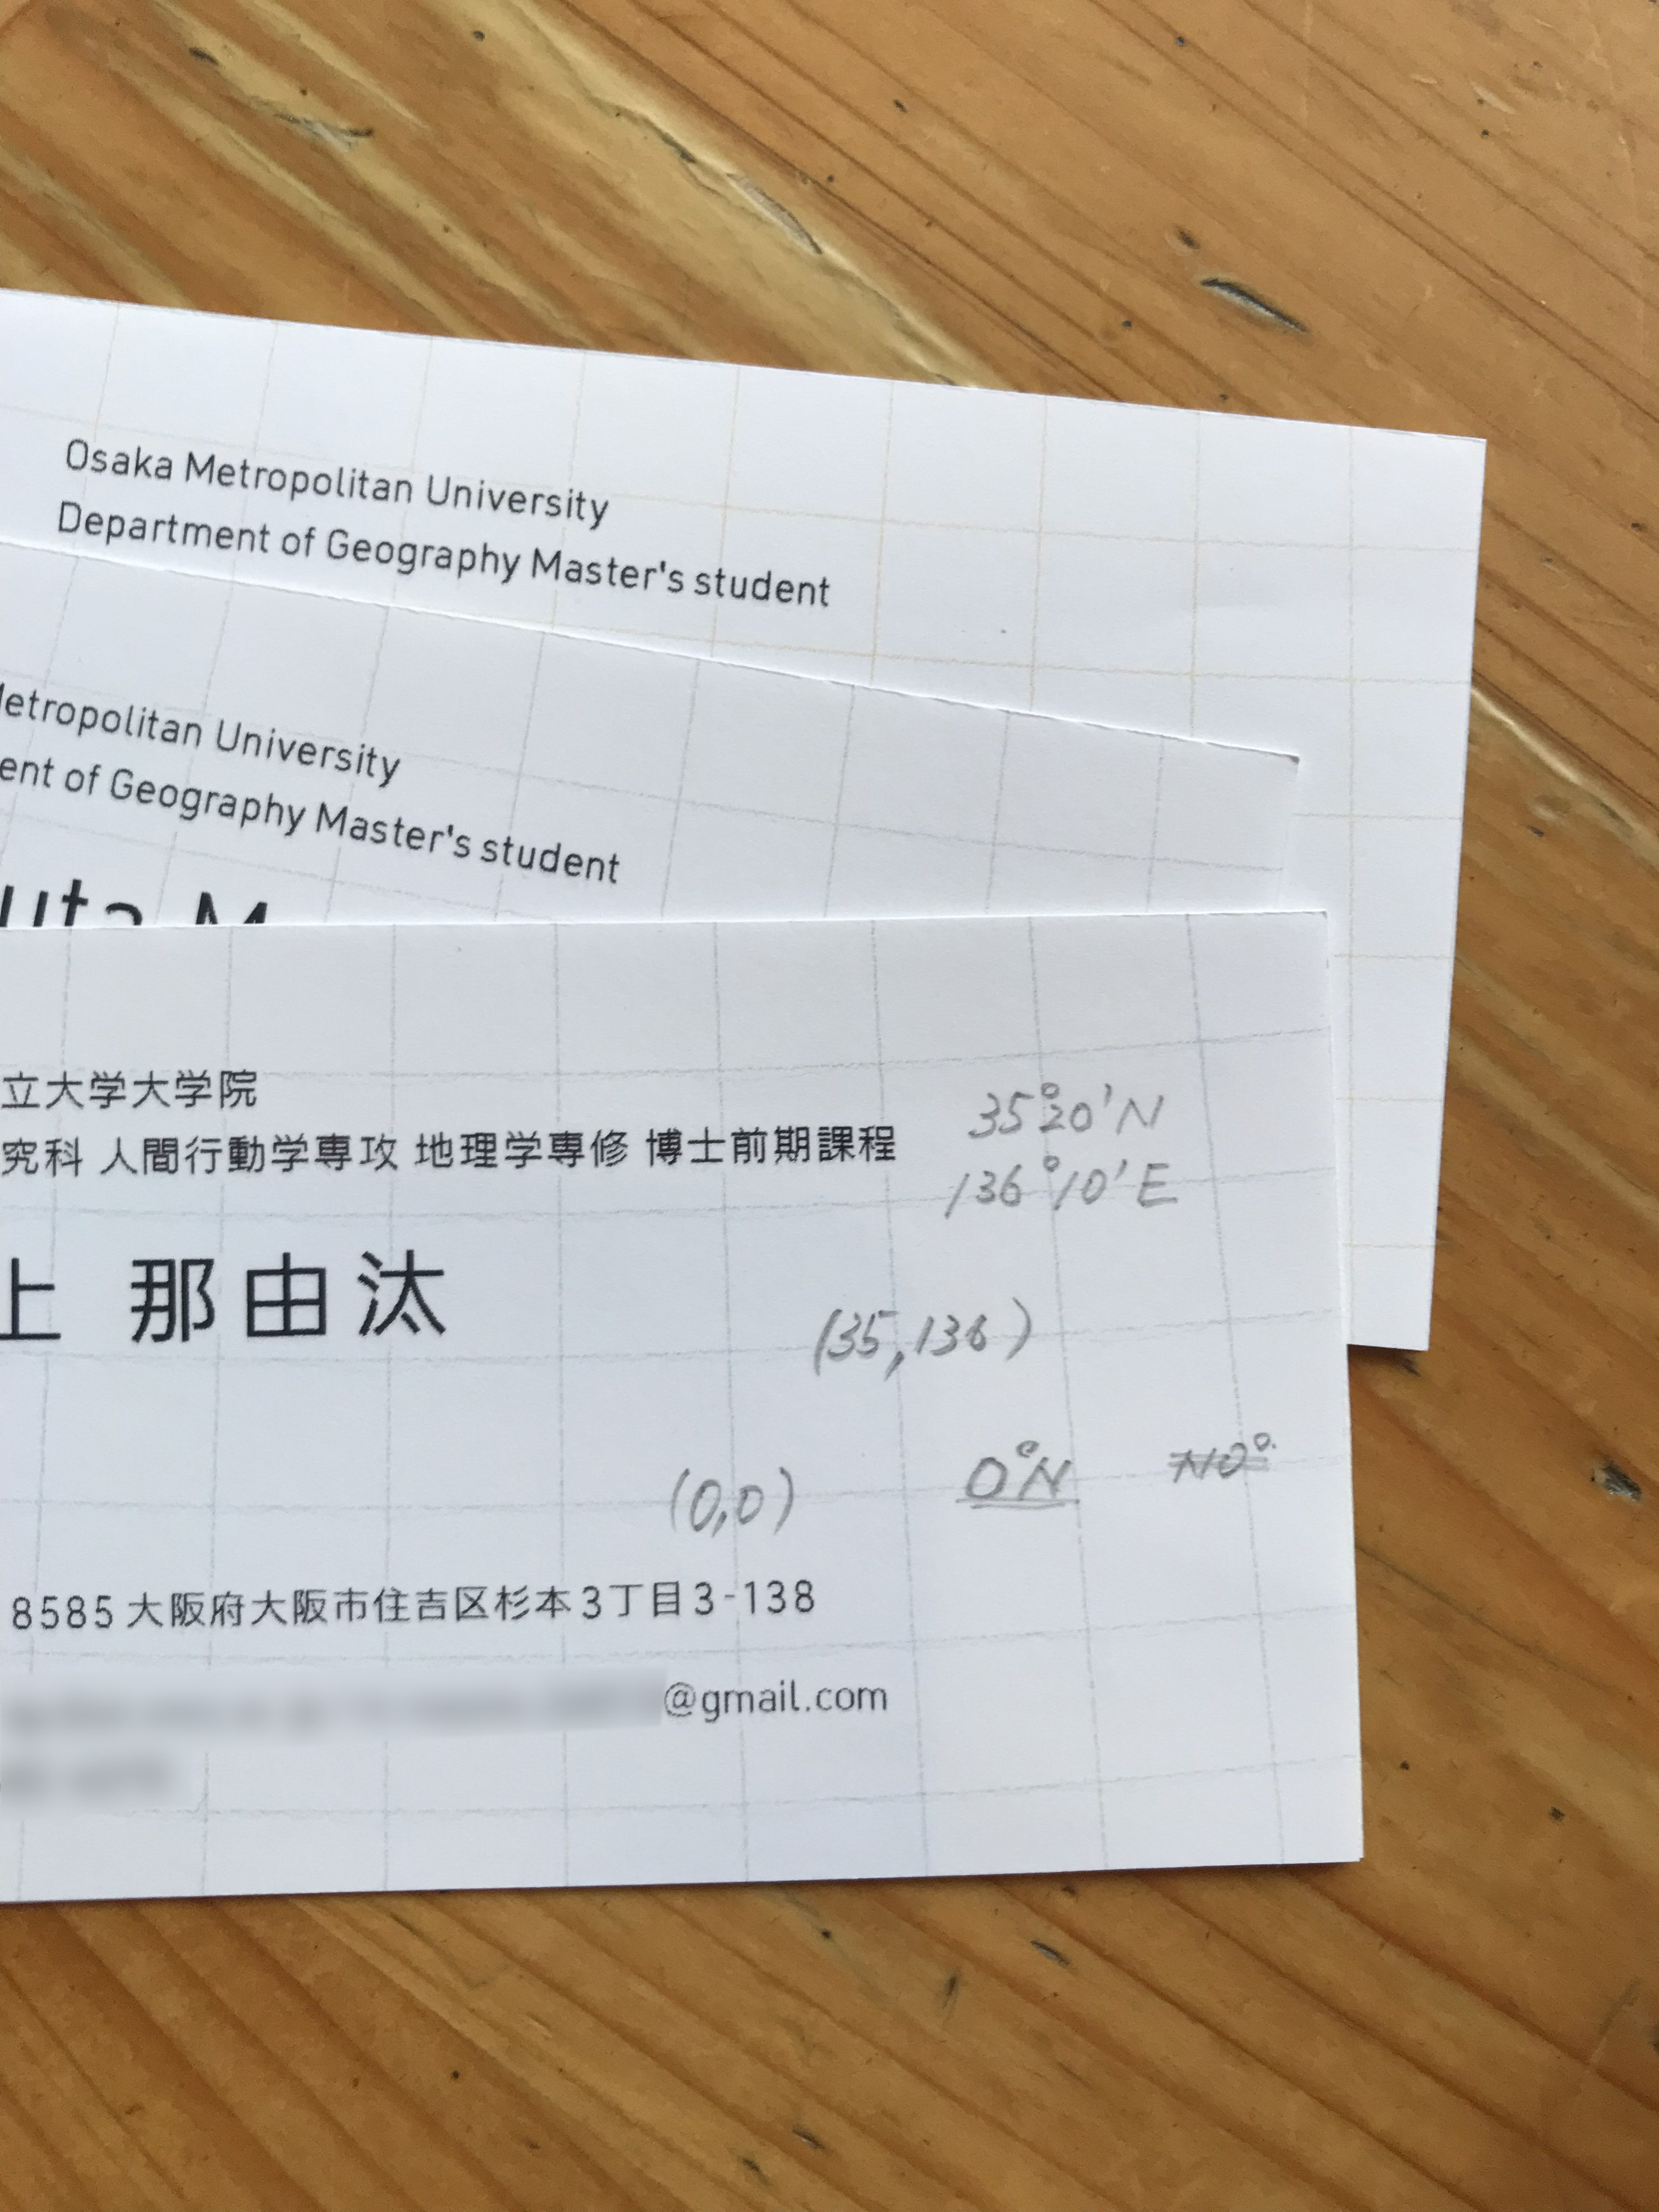 Osaka Metropolitan University
Department of Geography Master's student
etropolitan University
ent of Geography Master's student
立大学大学院
究科 人間行動学専攻 地理学専修 博士前期課程
35°20'N
136°10'E
上 那由汰
(35,136)
(0,0) 0°N N0°
8585 大阪府大阪市住吉区杉本3丁目3-138
@gmail.com